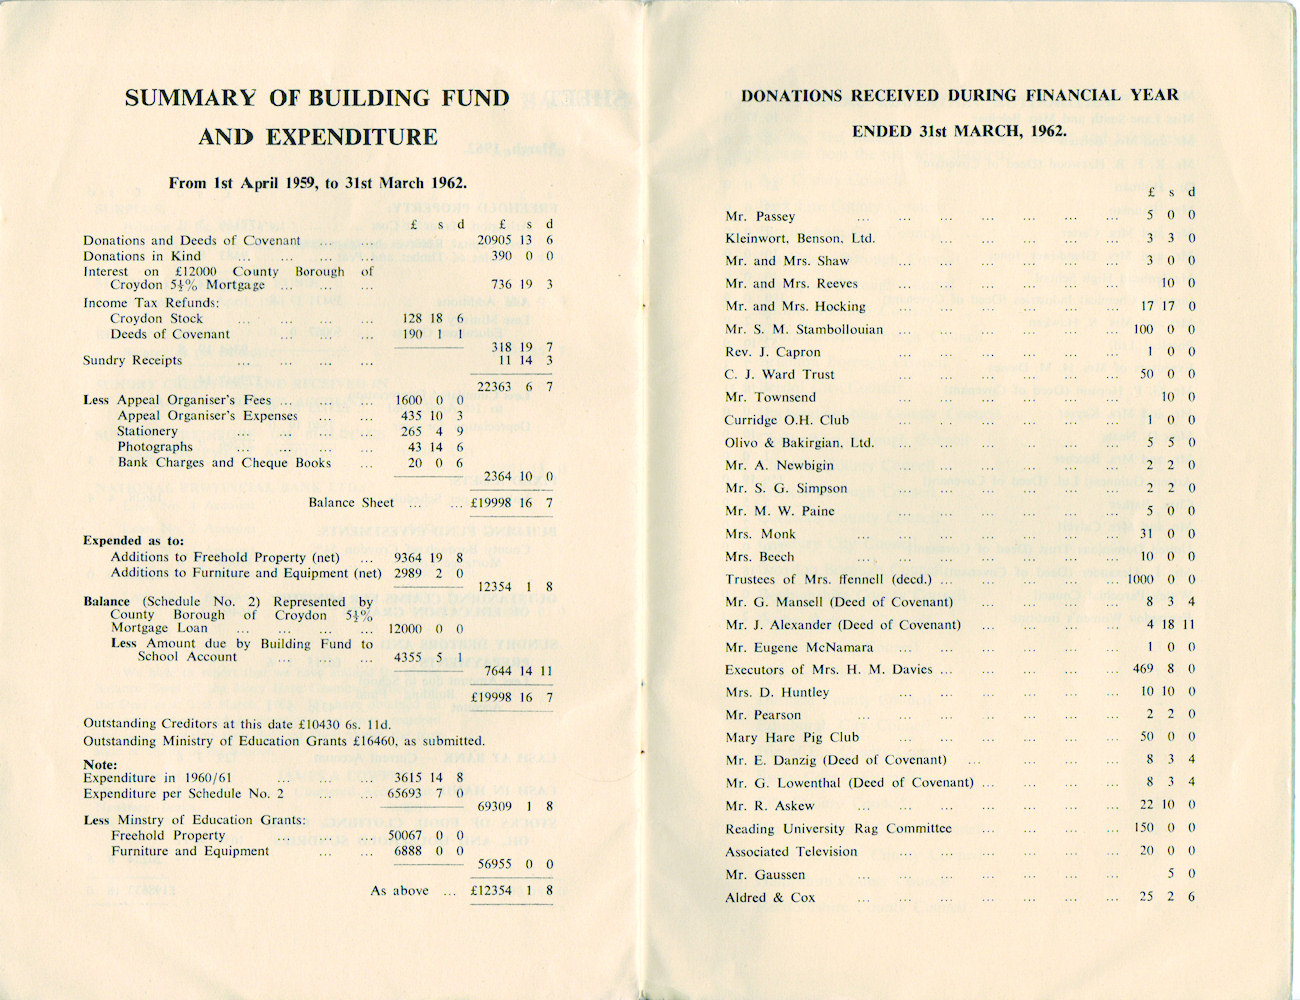 SUMMARY OF BUILDING FUND
AND EXPENDITURE
From 1st April 1959, to 31st March 1962.
£ s d £ s d
Donations and Deeds of Covenant 20905 13 6
Donations in Kind ... ... ... 390 0 0
Interest on £12000 County Borough of
Croydon 5½% Mortgage ... ... ... 736 19 3
Income Tax Refunds:
Croydon Stock ... ... ... ... 128 18 6
Deeds of Covenant ... ... ... 190 1 1
318 19 7
Sundry Receipts ... ... ... ... 11 14 3
22363 6 7
Less Appeal Organiser's Fees ... ... ... 1600 0 0
Appeal Organiser's Expenses ... ... 435 10 3
Stationery ... ... ... ... 265 4 9
Photographs ... ... ... ... 43 14 6
Bank Charges and Cheque Books ... 20 0 6
2364 10 0
Balance Sheet ... ... £19998 16 7
Expended as to:
Additions to Freehold Property (net) ... 9364 19 8
Additions to Furniture and Equipment (net) 2989 2 0
12354 1 8
Balance (Schedule No. 2) Represented by
County Borough of Croydon 5½%
Mortgage Loan ... ... ... ... 12000 0 0
Less Amount due by Building Fund to
School Account ... ... ... 4355 5 1
7644 14 11
£19998 16 7
Outstanding Creditors at this date £10430 6s. 11d.
Outstanding Ministry of Education Grants £16460, as submitted.
Note:
Expenditure in 1960/61 ... ... ... 3615 14 8
Expenditure per Schedule No. 2 ... ... 65693 7 0
69309 1 8
Less Minstry of Education Grants:
Freehold Property ... ... ... 50067 0 0
Furniture and Equipment ... ... 6888 0 0
56955 0 0
As above ... £12354 1 8
DONATIONS RECEIVED DURING FINANCIAL YEAR
ENDED 31st MARCH, 1962.
£ s d
Mr. Passey ... ... ... ... ... ... ... 5 0 0
Kleinwort, Benson, Ltd. ... ... ... ... ... ... 3 3 0
Mr. and Mrs. Shaw ... ... ... ... ... ... 3 0 0
Mr. and Mrs. Reeves ... ... ... ... ... ... 10 0
Mr. and Mrs. Hocking ... ... ... ... ... ... 17 17 0
Mr. S. M. Stambollouian ... ... ... ... ... ... 100 0 0
Rev. J. Capron ... ... ... ... ... ... 1 0 0
C. J. Ward Trust ... ... ... ... ... ... 50 0 0
Mr. Townsend ... ... ... ... ... ... 10 0
Curridge O.H. Club ... ... ... ... ... ... 1 0 0
Olivo & Bakirgian, Ltd. ... ... ... ... ... ... 5 5 0
Mr. A. Newbigin ... ... ... ... ... ... 2 2 0
Mr. S. G. Simpson ... ... ... ... ... ... 2 2 0
Mr. M. W. Paine ... ... ... ... ... ... 5 0 0
Mrs. Monk ... ... ... ... ... ... ... 31 0 0
Mrs. Beech ... ... ... ... ... ... ... 10 0 0
Trustees of Mrs. ffennell (decd.) ... ... ... ... ... 1000 0 0
Mr. G. Mansell (Deed of Covenant) ... ... ... ... 8 3 4
Mr. J. Alexander (Deed of Covenant) ... ... ... ... 4 18 11
Mr. Eugene McNamara ... ... ... ... ... ... 1 0 0
Executors of Mrs. H. M. Davies ... ... ... ... ... 469 8 0
Mrs. D. Huntley ... ... ... ... ... ... 10 10 0
Mr. Pearson ... ... ... ... ... ... ... 2 2 0
Mary Hare Pig Club ... ... ... ... ... ... 50 0 0
Mr. E. Danzig (Deed of Covenant) ... ... ... ... 8 3 4
Mr. G. Lowenthal (Deed of Covenant) ... ... ... ... 8 3 4
Mr. R. Askew ... ... ... ... ... ... ... 22 10 0
Reading University Rag Committee ... ... ... ... 150 0 0
Associated Television ... ... ... ... ... ... 20 0 0
Mr. Gaussen ... ... ... ... ... ... ... 5 0
Aldred & Cox ... ... ... ... ... ... ... 25 2 6